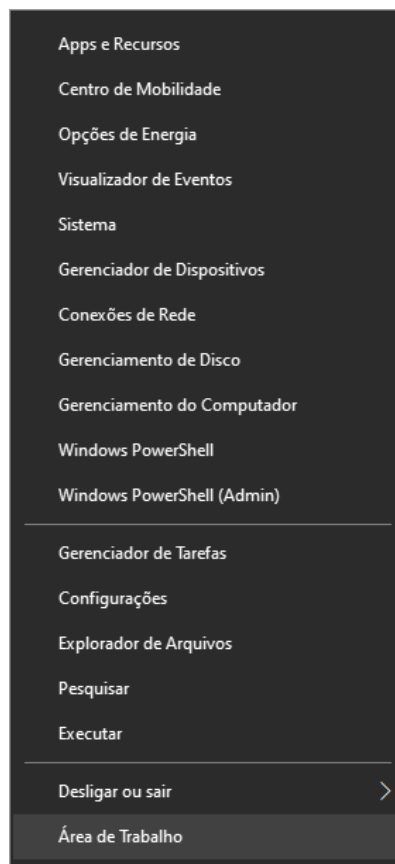 Apps e Recursos
Centro de Mobilidade
Opções de Energia
Visualizador de Eventos
Sistema
Gerenciador de Dispositivos
Conexões de Rede
Gerenciamento de Disco
Gerenciamento do Computador
Windows PowerShell
Windows PowerShell (Admin)
Gerenciador de Tarefas
Configurações
Explorador de Arquivos
Pesquisar
Executar
Desligar ou sair
Área de Trabalho